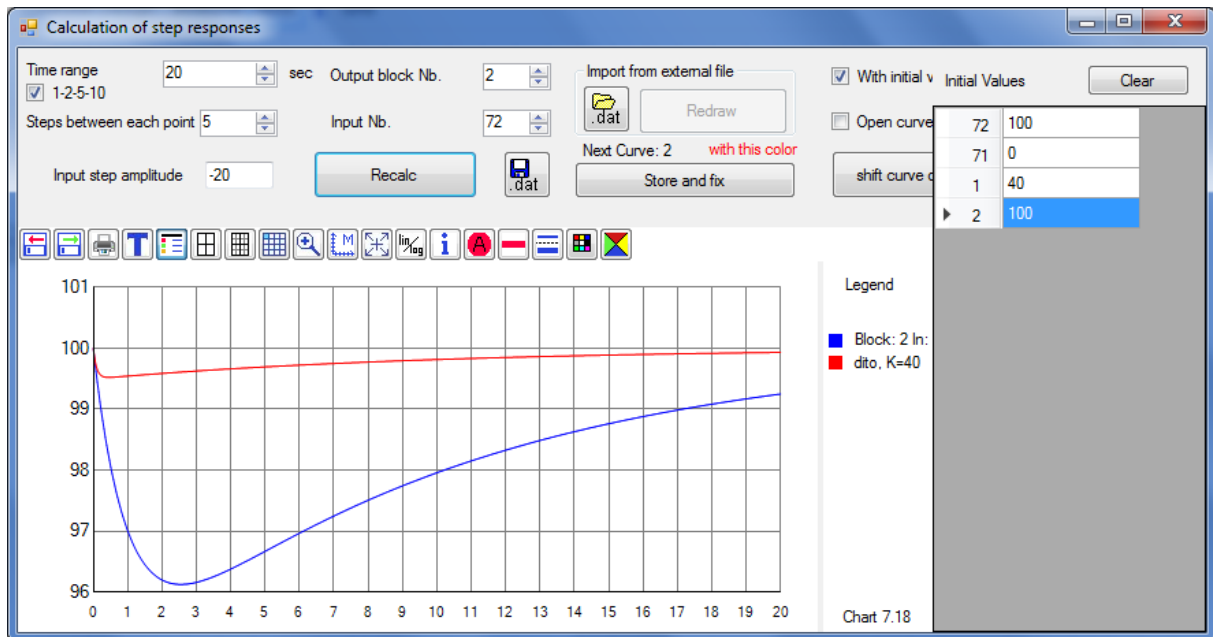 Calculation of step responses
Time range 20 sec Output block Nb. 2 Import from external file With initial v Initial Values Clear
1-2-5-10
.dat Redraw
Steps between each point 5 Input Nb. 72 Open curve
72 100
71 0
1 40
2 100
Next Curve: 2 with this color
Input step amplitude -20 Recalc .dat Store and fix shift curve
T M lin/log i A
101
100
99
98
97
96
0 1 2 3 4 5 6 7 8 9 10 11 12 13 14 15 16 17 18 19 20
Legend
Block: 2 In:
dito, K=40
Chart 7.18